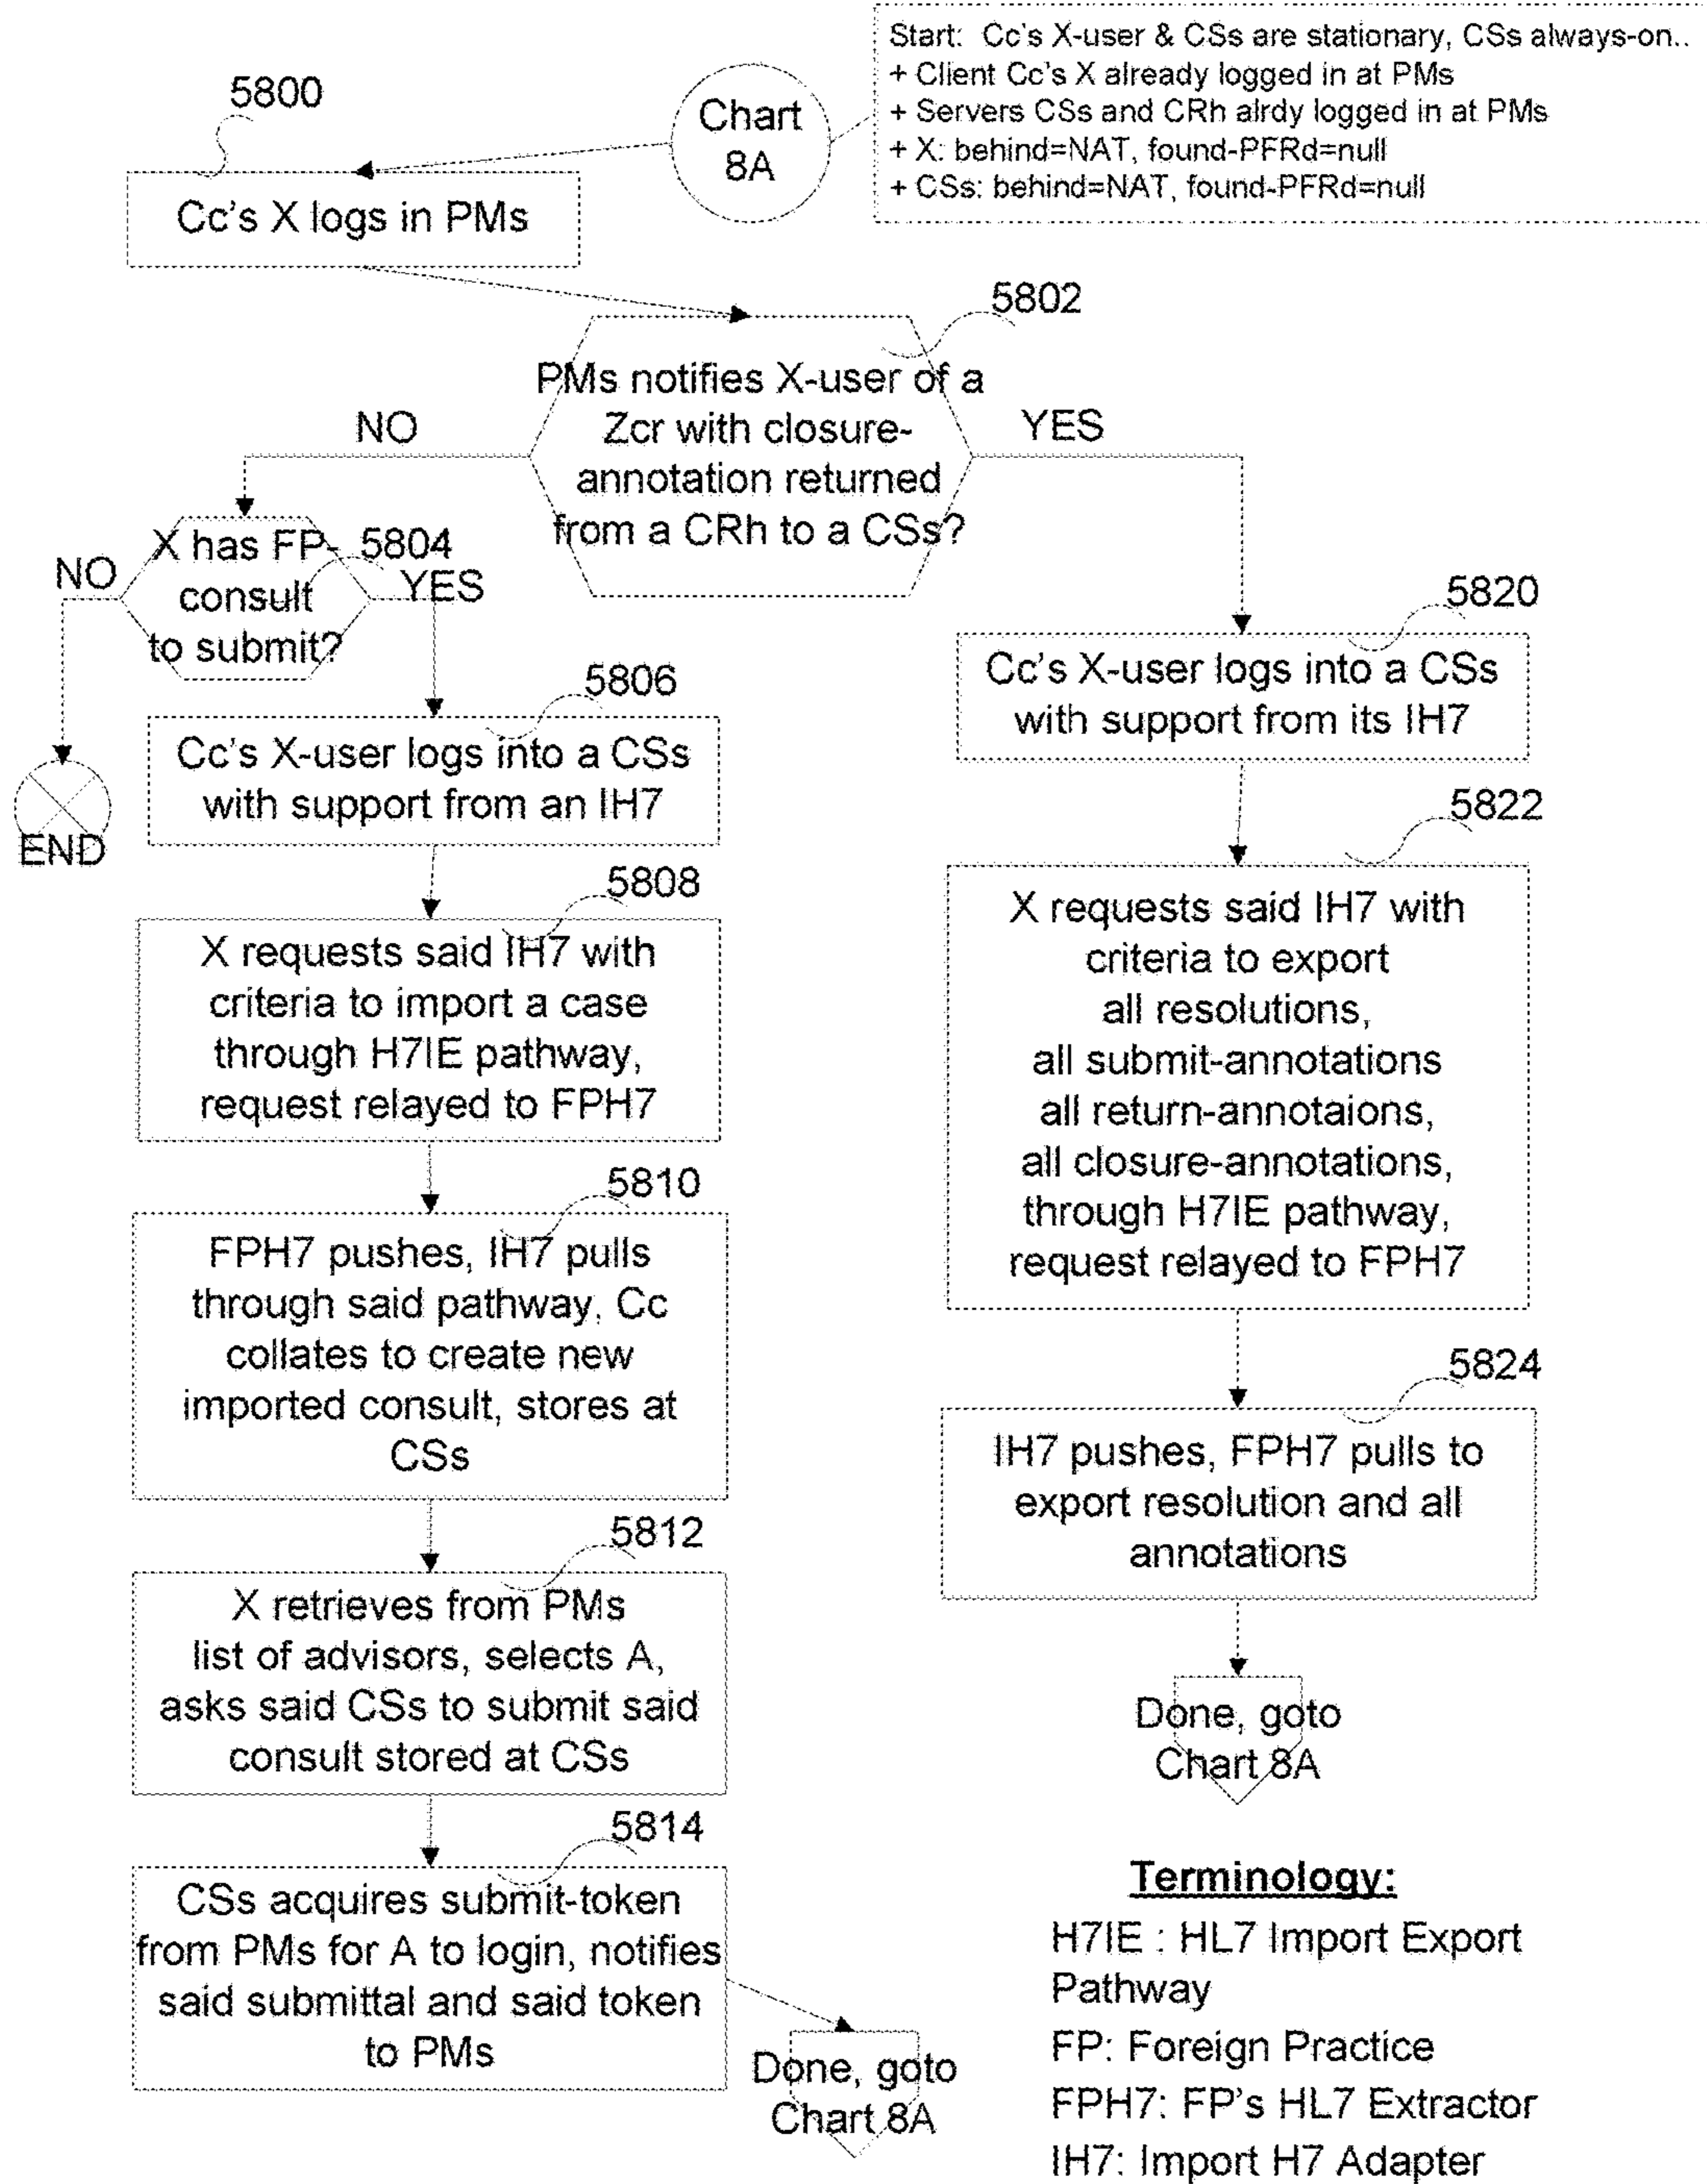 Start: Cc's X-user & CSs are stationary, CSs always-on..
+ Client Cc's X already logged in at PMs
+ Servers CSs and CRh alrdy logged in at PMs
+ X: behind=NAT, found-PFRd=null
+ CSs: behind=NAT, found-PFRd=null
Chart
8A
5800
Cc's X logs in PMs
5802
PMs notifies X-user of a
Zcr with closure-
annotation returned
from a CRh to a CSs?
NO
YES
5804
X has FP-
consult
to submit?
NO
YES
END
5806
Cc's X-user logs into a CSs
with support from an IH7
5808
X requests said IH7 with
criteria to import a case
through H7IE pathway,
request relayed to FPH7
5810
FPH7 pushes, IH7 pulls
through said pathway, Cc
collates to create new
imported consult, stores at
CSs
5812
X retrieves from PMs
list of advisors, selects A,
asks said CSs to submit said
consult stored at CSs
5814
CSs acquires submit-token
from PMs for A to login, notifies
said submittal and said token
to PMs
Done, goto
Chart 8A
5820
Cc's X-user logs into a CSs
with support from its IH7
5822
X requests said IH7 with
criteria to export
all resolutions,
all submit-annotations
all return-annotaions,
all closure-annotations,
through H7IE pathway,
request relayed to FPH7
5824
IH7 pushes, FPH7 pulls to
export resolution and all
annotations
Done, goto
Chart 8A
Terminology:
H7IE : HL7 Import Export
Pathway
FP: Foreign Practice
FPH7: FP's HL7 Extractor
IH7: Import H7 Adapter